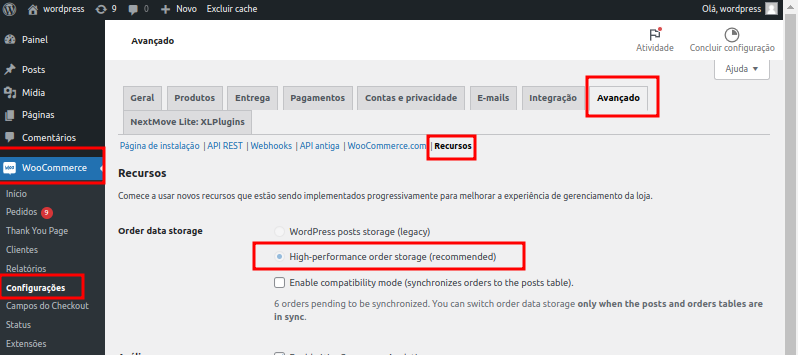 wordpress 9 0 Novo Excluir cache Olá, wordpress
Painel
Posts
Mídia
Páginas
Comentários
WooCommerce
Início
Pedidos 9
Thank You Page
Clientes
Relatórios
Configurações
Campos do Checkout
Status
Extensões
Avançado
Atividade
Concluir configuração
Ajuda
Geral Produtos Entrega Pagamentos Contas e privacidade E-mails Integração Avançado
NextMove Lite: XLPlugins
Página de instalação | API REST | Webhooks | API antiga | WooCommerce.com | Recursos
Recursos
Comece a usar novos recursos que estão sendo implementados progressivamente para melhorar a experiência de gerenciamento da loja.
Order data storage
WordPress posts storage (legacy)
High-performance order storage (recommended)
Enable compatibility mode (synchronizes orders to the posts table).
6 orders pending to be synchronized. You can switch order data storage only when the posts and orders tables are
in sync.